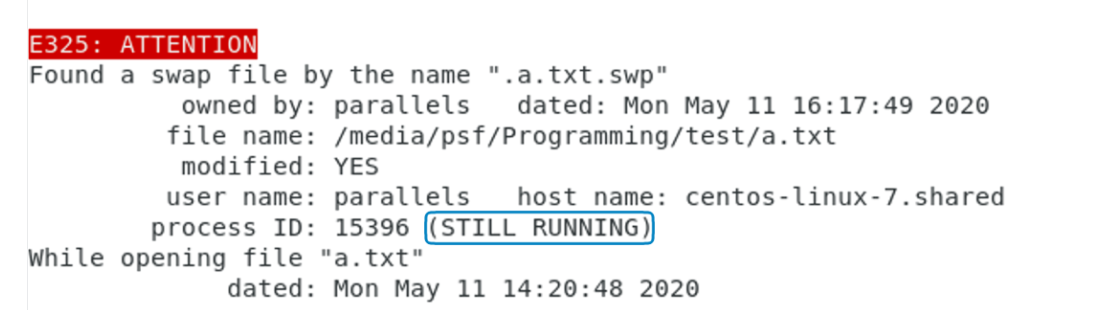 E325: ATTENTION
Found a swap file by the name ".a.txt.swp"
owned by: parallels   dated: Mon May 11 16:17:49 2020
file name: /media/psf/Programming/test/a.txt
modified: YES
user name: parallels   host name: centos-linux-7.shared
process ID: 15396 (STILL RUNNING)
While opening file "a.txt"
dated: Mon May 11 14:20:48 2020